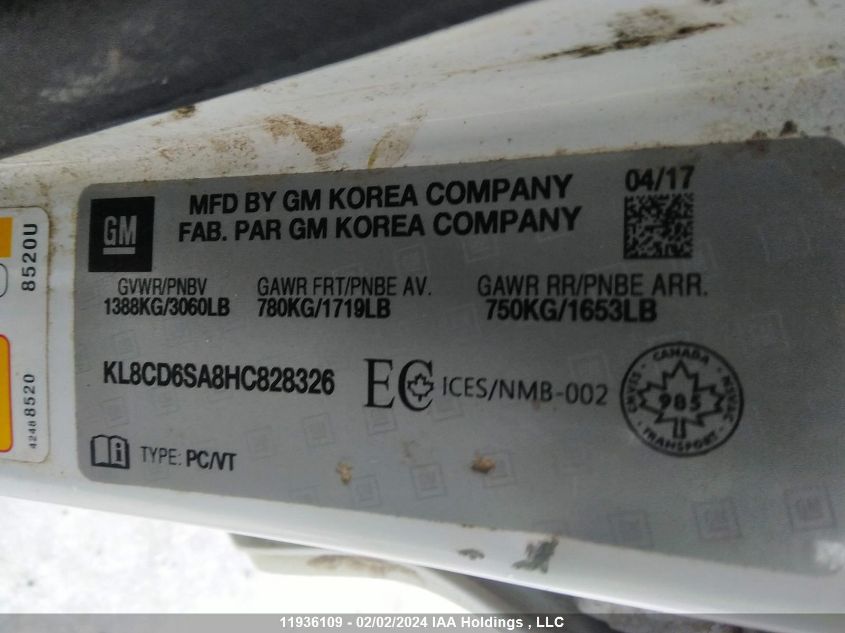 MFD BY GM KOREA COMPANY
FAB. PAR GM KOREA COMPANY
04/17
GM
GVWR/PNBV
1388KG/3060LB
GAWR FRT/PNBE AV.
780KG/1719LB
GAWR RR/PNBE ARR.
750KG/1653LB
KL8CD6SA8HC828326
EC ICES/NMB-002
CANADA
985
TRANSPORT
TYPE: PC/VT
8520U
42488520
11936109 - 02/02/2024 IAA Holdings , LLC